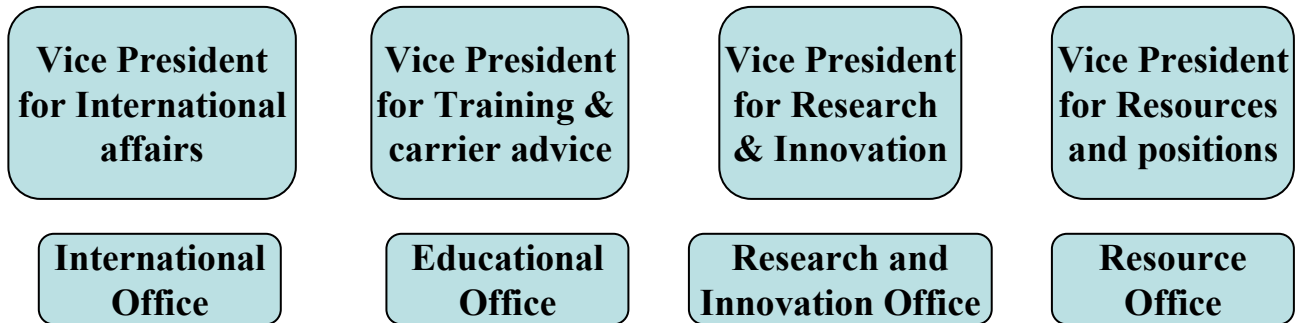 Vice President
for International
affairs
Vice President
for Training &
carrier advice
Vice President
for Research
& Innovation
Vice President
for Resources
and positions
International
Office
Educational
Office
Research and
Innovation Office
Resource
Office